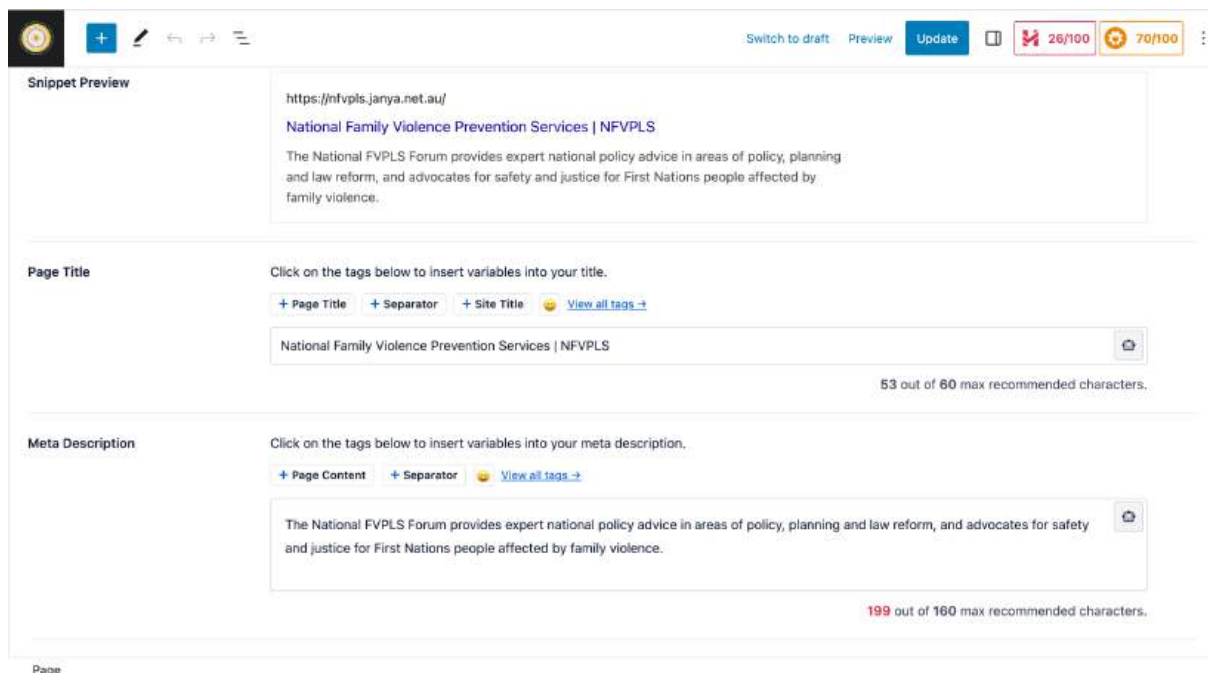 Switch to draft Preview Update 26/100 70/100
Snippet Preview
https://nfvpls.janya.net.au/
National Family Violence Prevention Services | NFVPLS
The National FVPLS Forum provides expert national policy advice in areas of policy, planning
and law reform, and advocates for safety and justice for First Nations people affected by
family violence.
Page Title
Click on the tags below to insert variables into your title.
+ Page Title + Separator + Site Title View all tags →
National Family Violence Prevention Services | NFVPLS
53 out of 60 max recommended characters.
Meta Description
Click on the tags below to insert variables into your meta description.
+ Page Content + Separator View all tags →
The National FVPLS Forum provides expert national policy advice in areas of policy, planning and law reform, and advocates for safety
and justice for First Nations people affected by family violence.
199 out of 160 max recommended characters.
Page